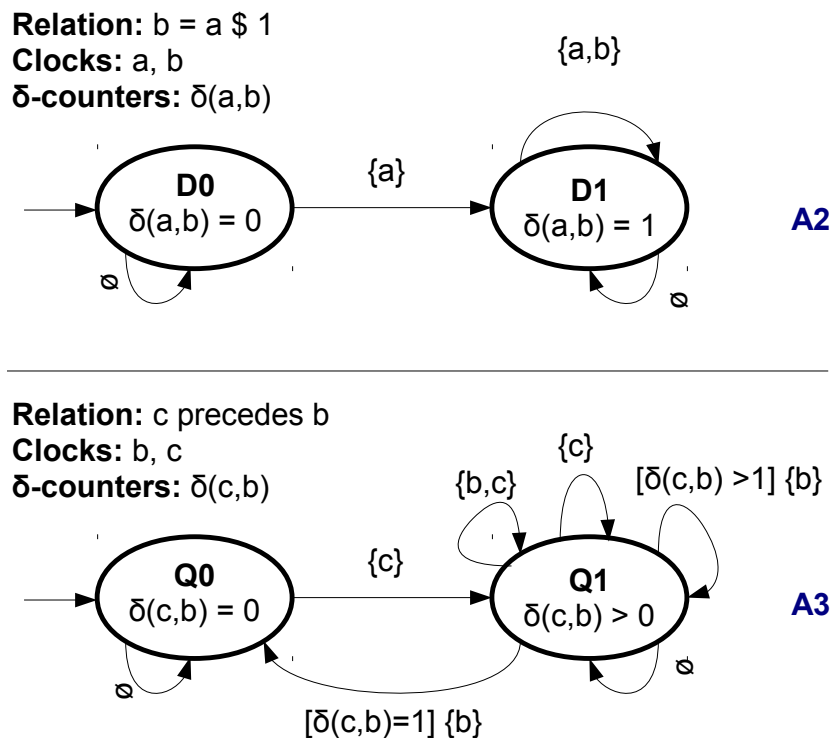 Relation: b = a $ 1
Clocks: a, b
δ-counters: δ(a,b)
{a,b}
{a}
D0
δ(a,b) = 0
D1
δ(a,b) = 1
A2
ø
ø
Relation: c precedes b
Clocks: b, c
δ-counters: δ(c,b)
{c}
{b,c}
[δ(c,b) >1] {b}
{c}
Q0
δ(c,b) = 0
Q1
δ(c,b) > 0
A3
ø
ø
[δ(c,b)=1] {b}